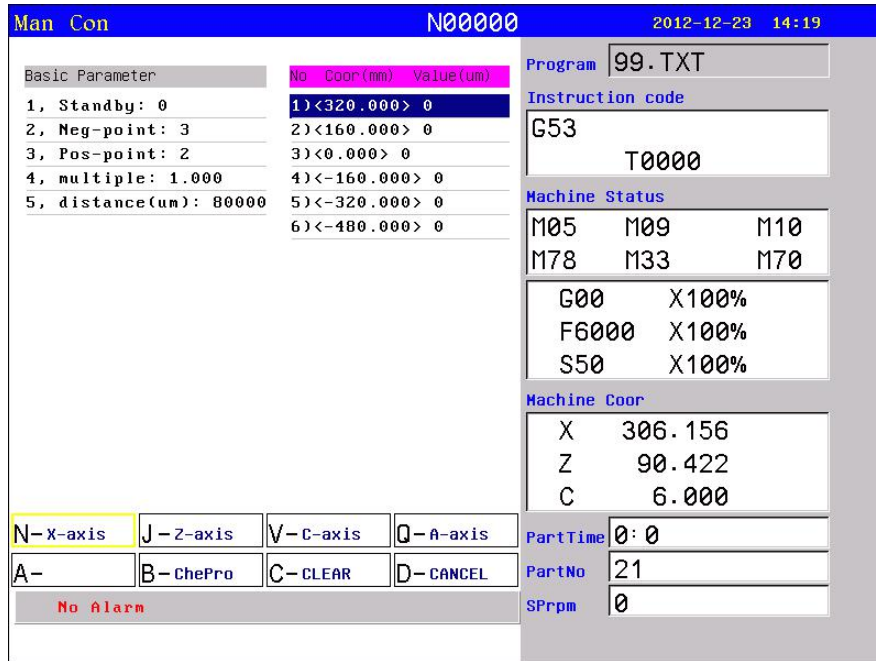 Man Con N00000 2012-12-23 14:19
Basic Parameter
1, Standby: 0
2, Neg-point: 3
3, Pos-point: 2
4, multiple: 1.000
5, distance(um): 80000
No Coor(mm) Value(um)
1)<320.000> 0
2)<160.000> 0
3)<0.000> 0
4)<-160.000> 0
5)<-320.000> 0
6)<-480.000> 0
Program 99.TXT
Instruction code
G53
T0000
Machine Status
M05 M09 M10
M78 M33 M70
G00 X100%
F6000 X100%
S50 X100%
Machine Coor
X 306.156
Z 90.422
C 6.000
PartTime 0:0
PartNo 21
SPrpm 0
N-X-axis J-Z-axis V-C-axis Q-A-axis
A- B-ChePro C-CLEAR D-CANCEL
No Alarm